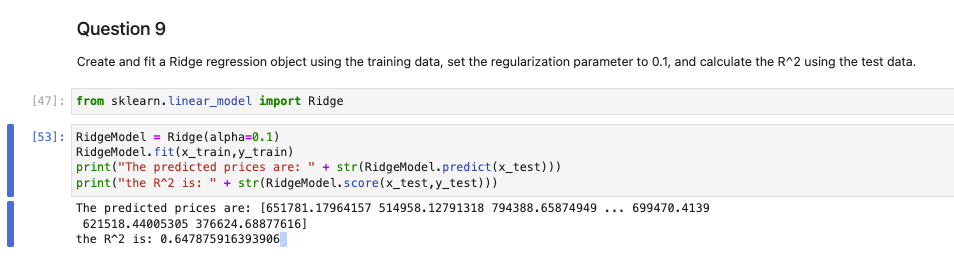 Question 9
Create and fit a Ridge regression object using the training data, set the regularization parameter to 0.1, and calculate the R^2 using the test data.
[47]: from sklearn.linear_model import Ridge
[53]: RidgeModel = Ridge(alpha=0.1)
RidgeModel.fit(x_train,y_train)
print("The predicted prices are: " + str(RidgeModel.predict(x_test)))
print("the R^2 is: " + str(RidgeModel.score(x_test,y_test)))
The predicted prices are: [651781.17964157 514958.12791318 794388.65874949 ... 699470.4139
621518.44005305 376624.68877616]
the R^2 is: 0.647875916393906